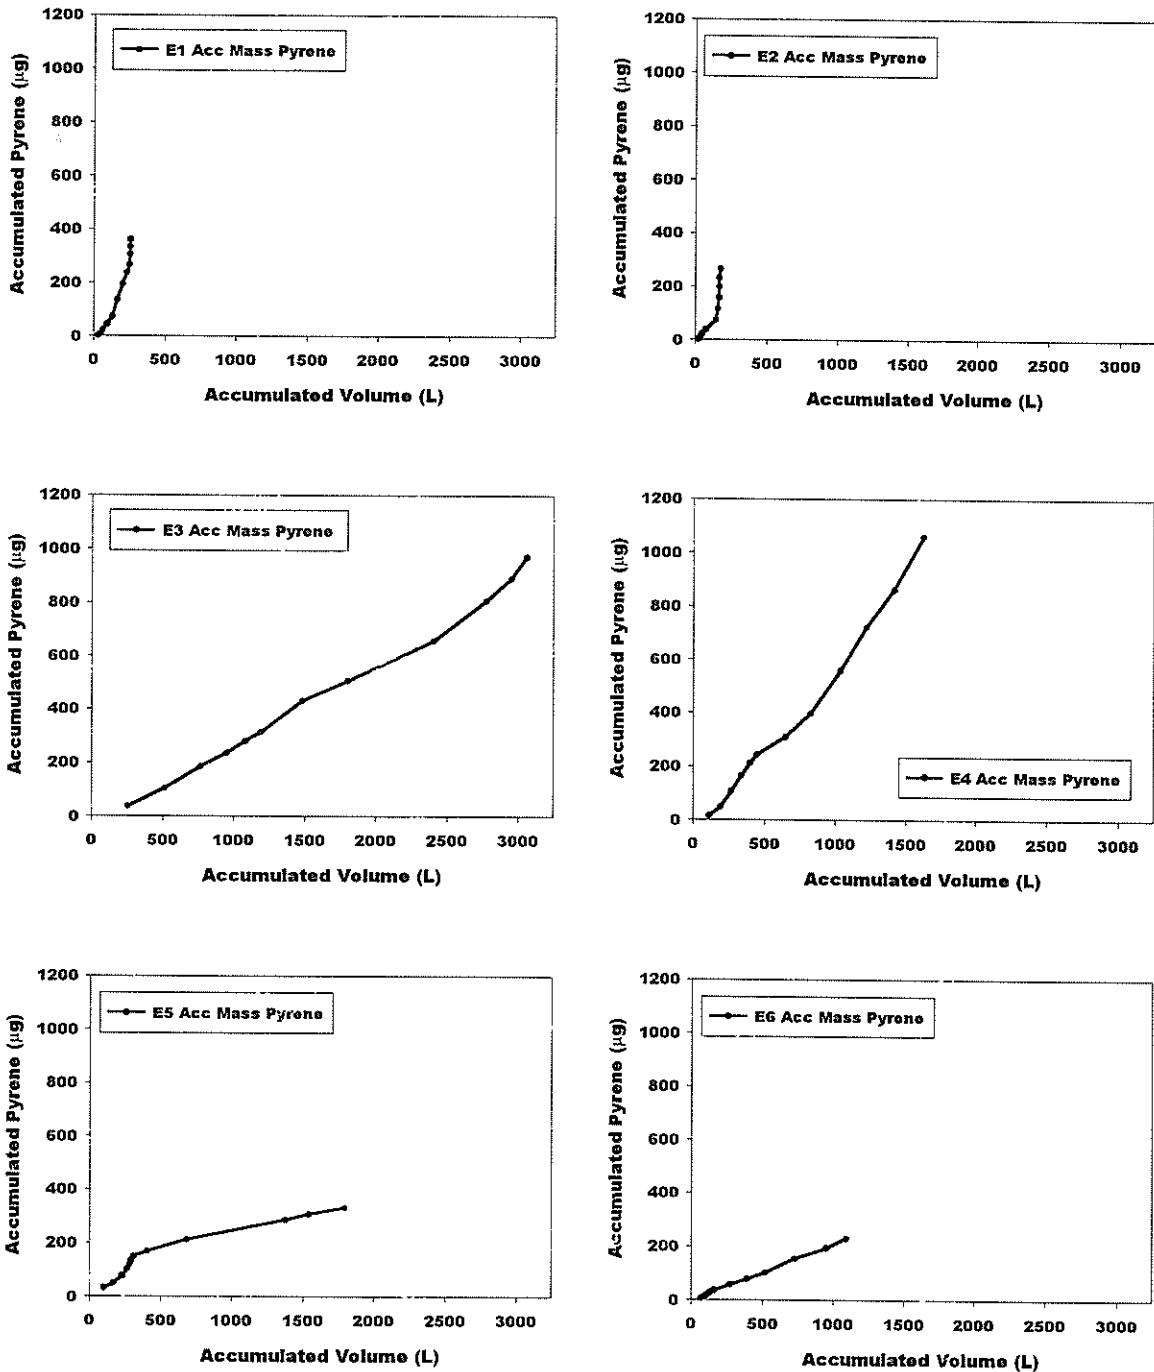 E1 Acc Mass Pyrene
1200
1000
800
600
400
200
0
Accumulated Pyrene (µg)
0 500 1000 1500 2000 2500 3000
Accumulated Volume (L)
E2 Acc Mass Pyrene
1200
1000
800
600
400
200
0
Accumulated Pyrene (µg)
0 500 1000 1500 2000 2500 3000
Accumulated Volume (L)
E3 Acc Mass Pyrene
1200
1000
800
600
400
200
0
Accumulated Pyrene (µg)
0 500 1000 1500 2000 2500 3000
Accumulated Volume (L)
E4 Acc Mass Pyrene
1200
1000
800
600
400
200
0
Accumulated Pyrene (µg)
0 500 1000 1500 2000 2500 3000
Accumulated Volume (L)
E5 Acc Mass Pyrene
1200
1000
800
600
400
200
0
Accumulated Pyrene (µg)
0 500 1000 1500 2000 2500 3000
Accumulated Volume (L)
E6 Acc Mass Pyrene
1200
1000
800
600
400
200
0
Accumulated Pyrene (µg)
0 500 1000 1500 2000 2500 3000
Accumulated Volume (L)